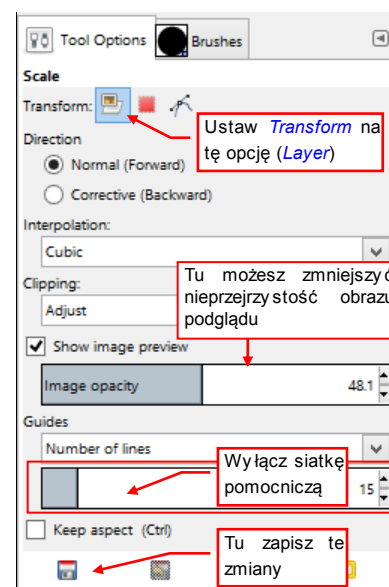 Tool Options Brushes
Scale
Transform:
Ustaw Transform na
tę opcję (Layer)
Direction
Normal (Forward)
Corrective (Backward)
Interpolation:
Cubic
Clipping:
Adjust
Tu możesz zmniejszyć
nieprzejrzystość obrazu
podglądu
Show image preview
Image opacity 48.1
Guides
Number of lines
Wyłącz siatkę
pomocniczą
15
Keep aspect (Ctrl)
Tu zapisz te
zmiany